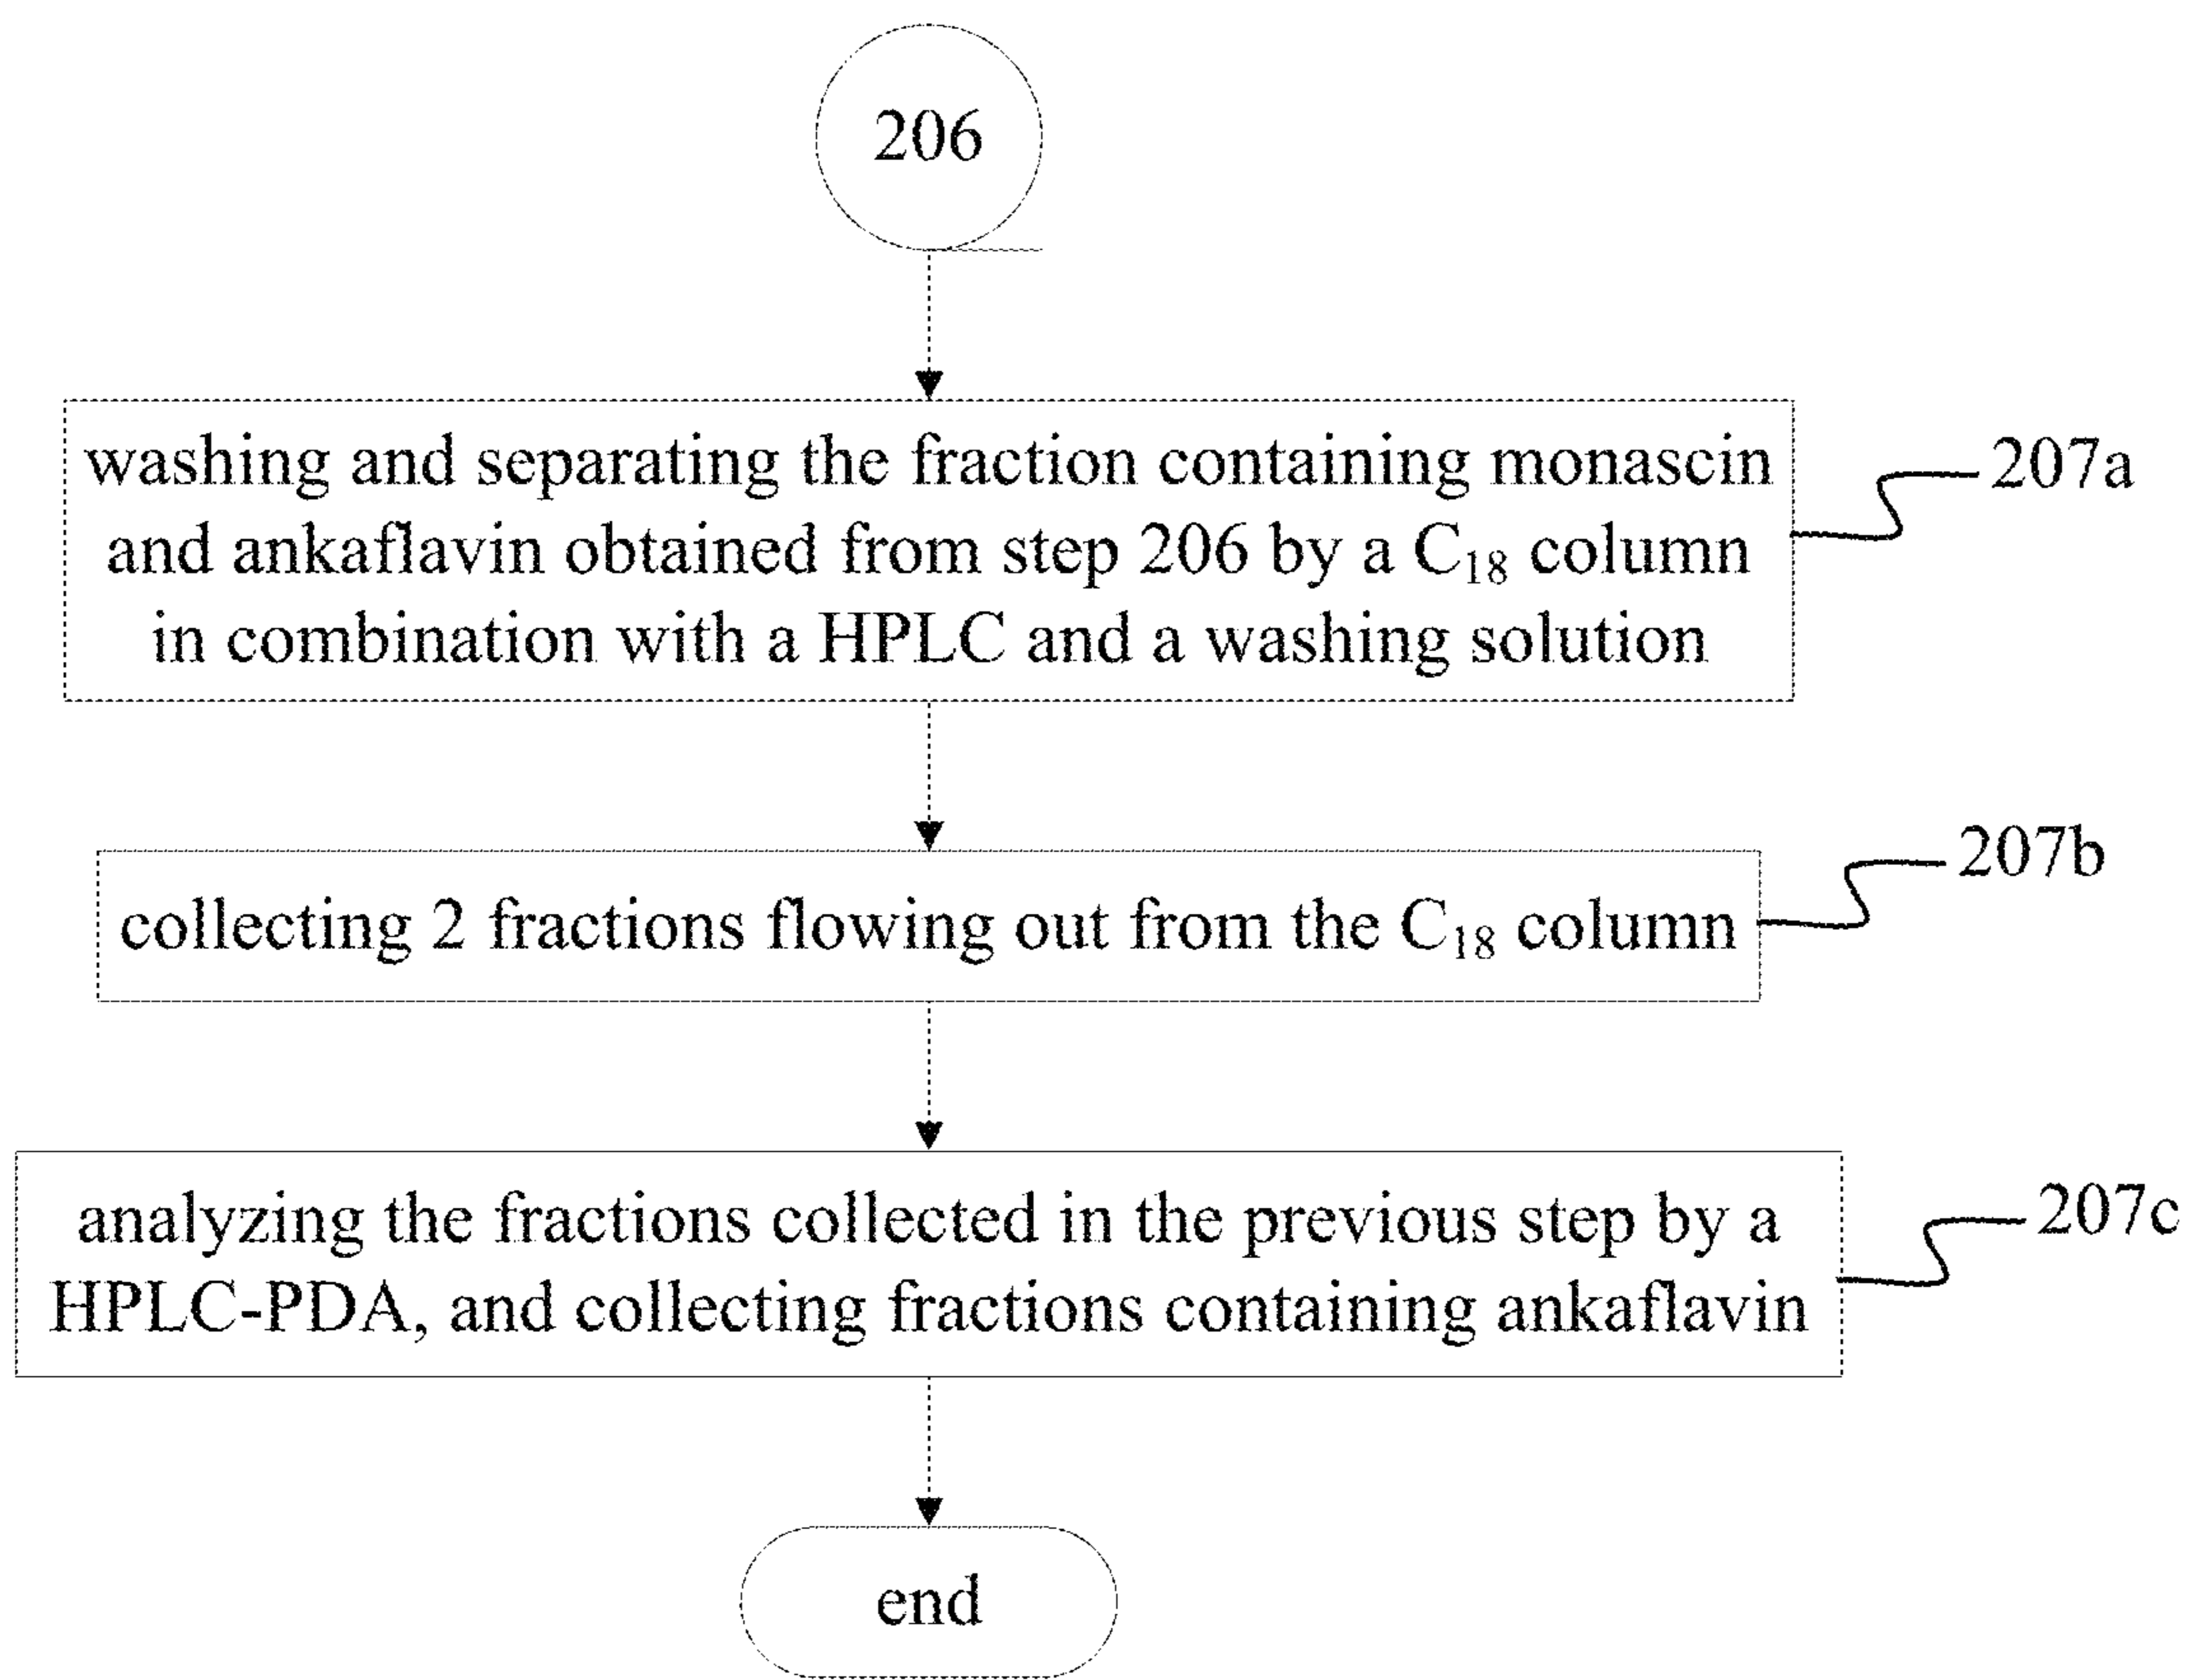 206
washing and separating the fraction containing monascin
and ankaflavin obtained from step 206 by a C₁₈ column
in combination with a HPLC and a washing solution
207a
collecting 2 fractions flowing out from the C₁₈ column
207b
analyzing the fractions collected in the previous step by a
HPLC-PDA, and collecting fractions containing ankaflavin
207c
end